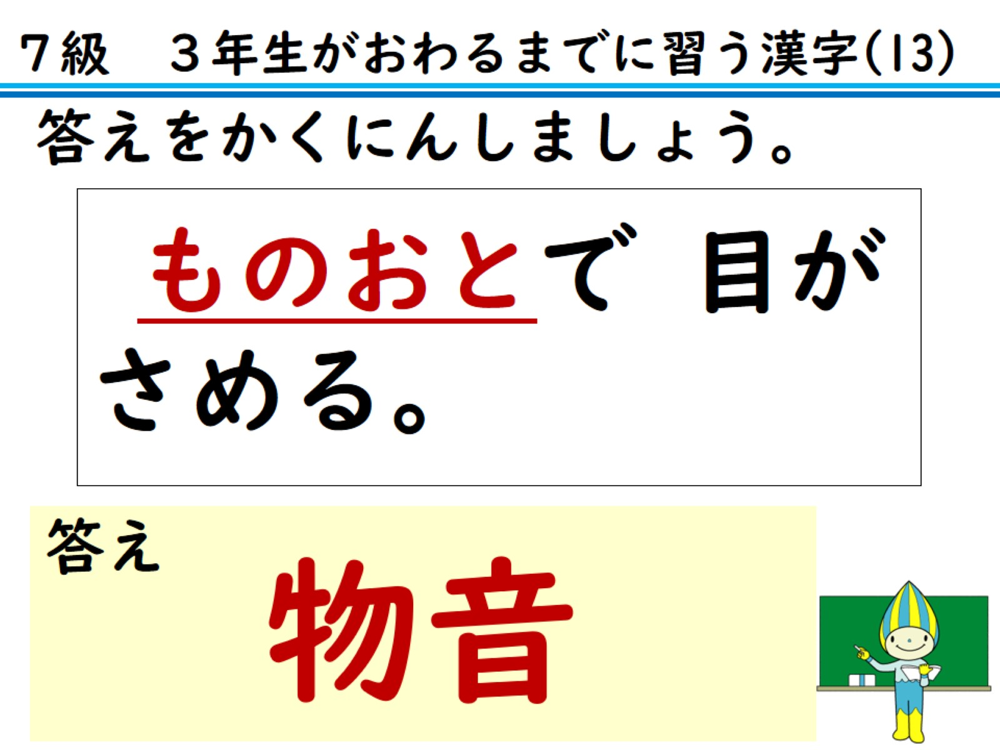 ７級　３年生がおわるまでに習う漢字(13)
答えをかくにんしましょう。
ものおとで　目が
さめる。
答え
物音